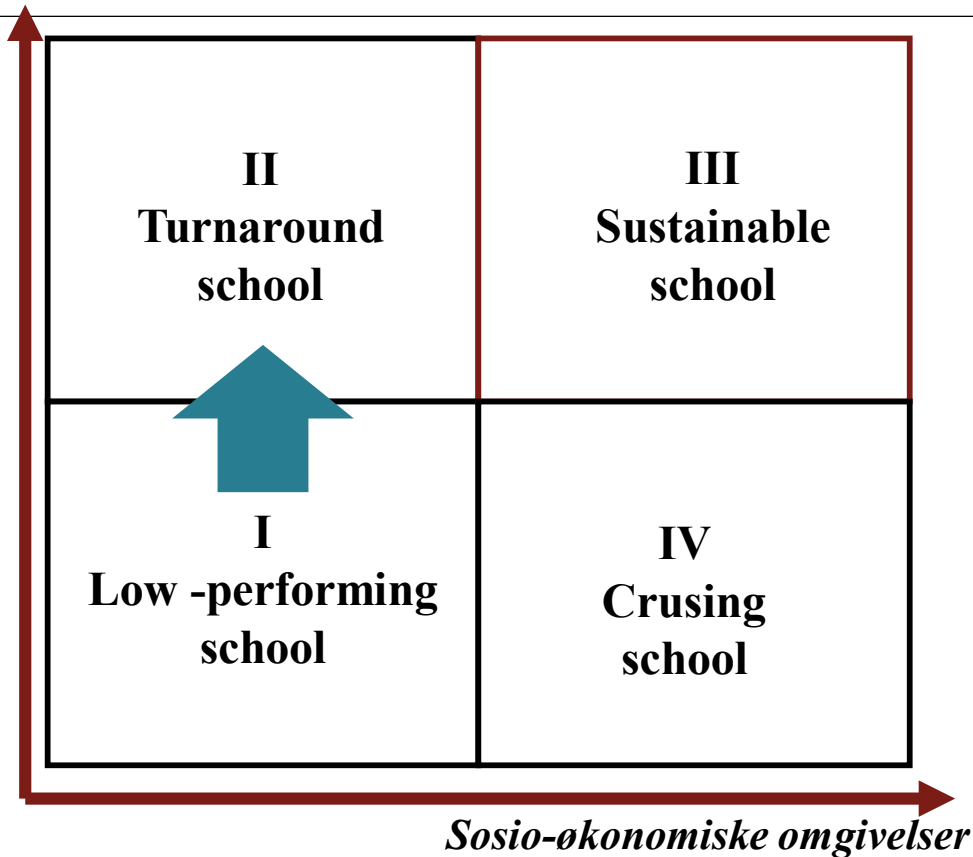 II
Turnaround
school
III
Sustainable
school
I
Low -performing
school
IV
Crusing
school
Sosio-økonomiske omgivelser